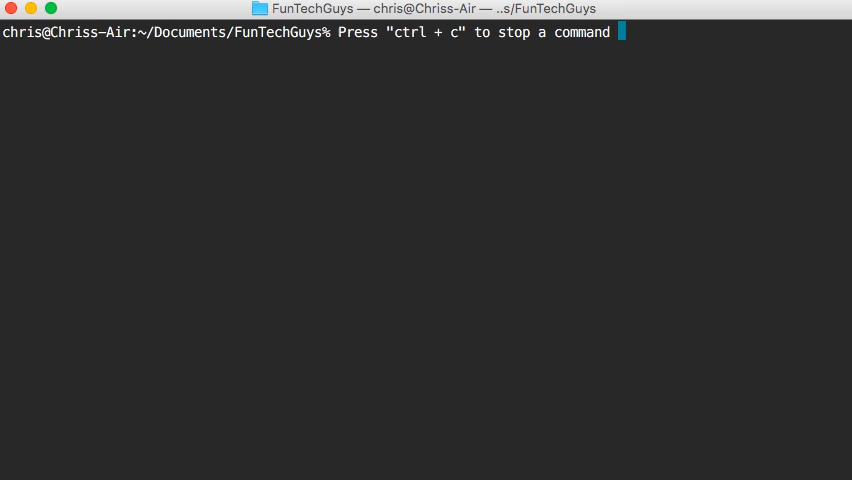 FunTechGuys — chris@Chriss-Air — ..s/FunTechGuys
chris@Chriss-Air:~/Documents/FunTechGuys% Press "ctrl + c" to stop a command